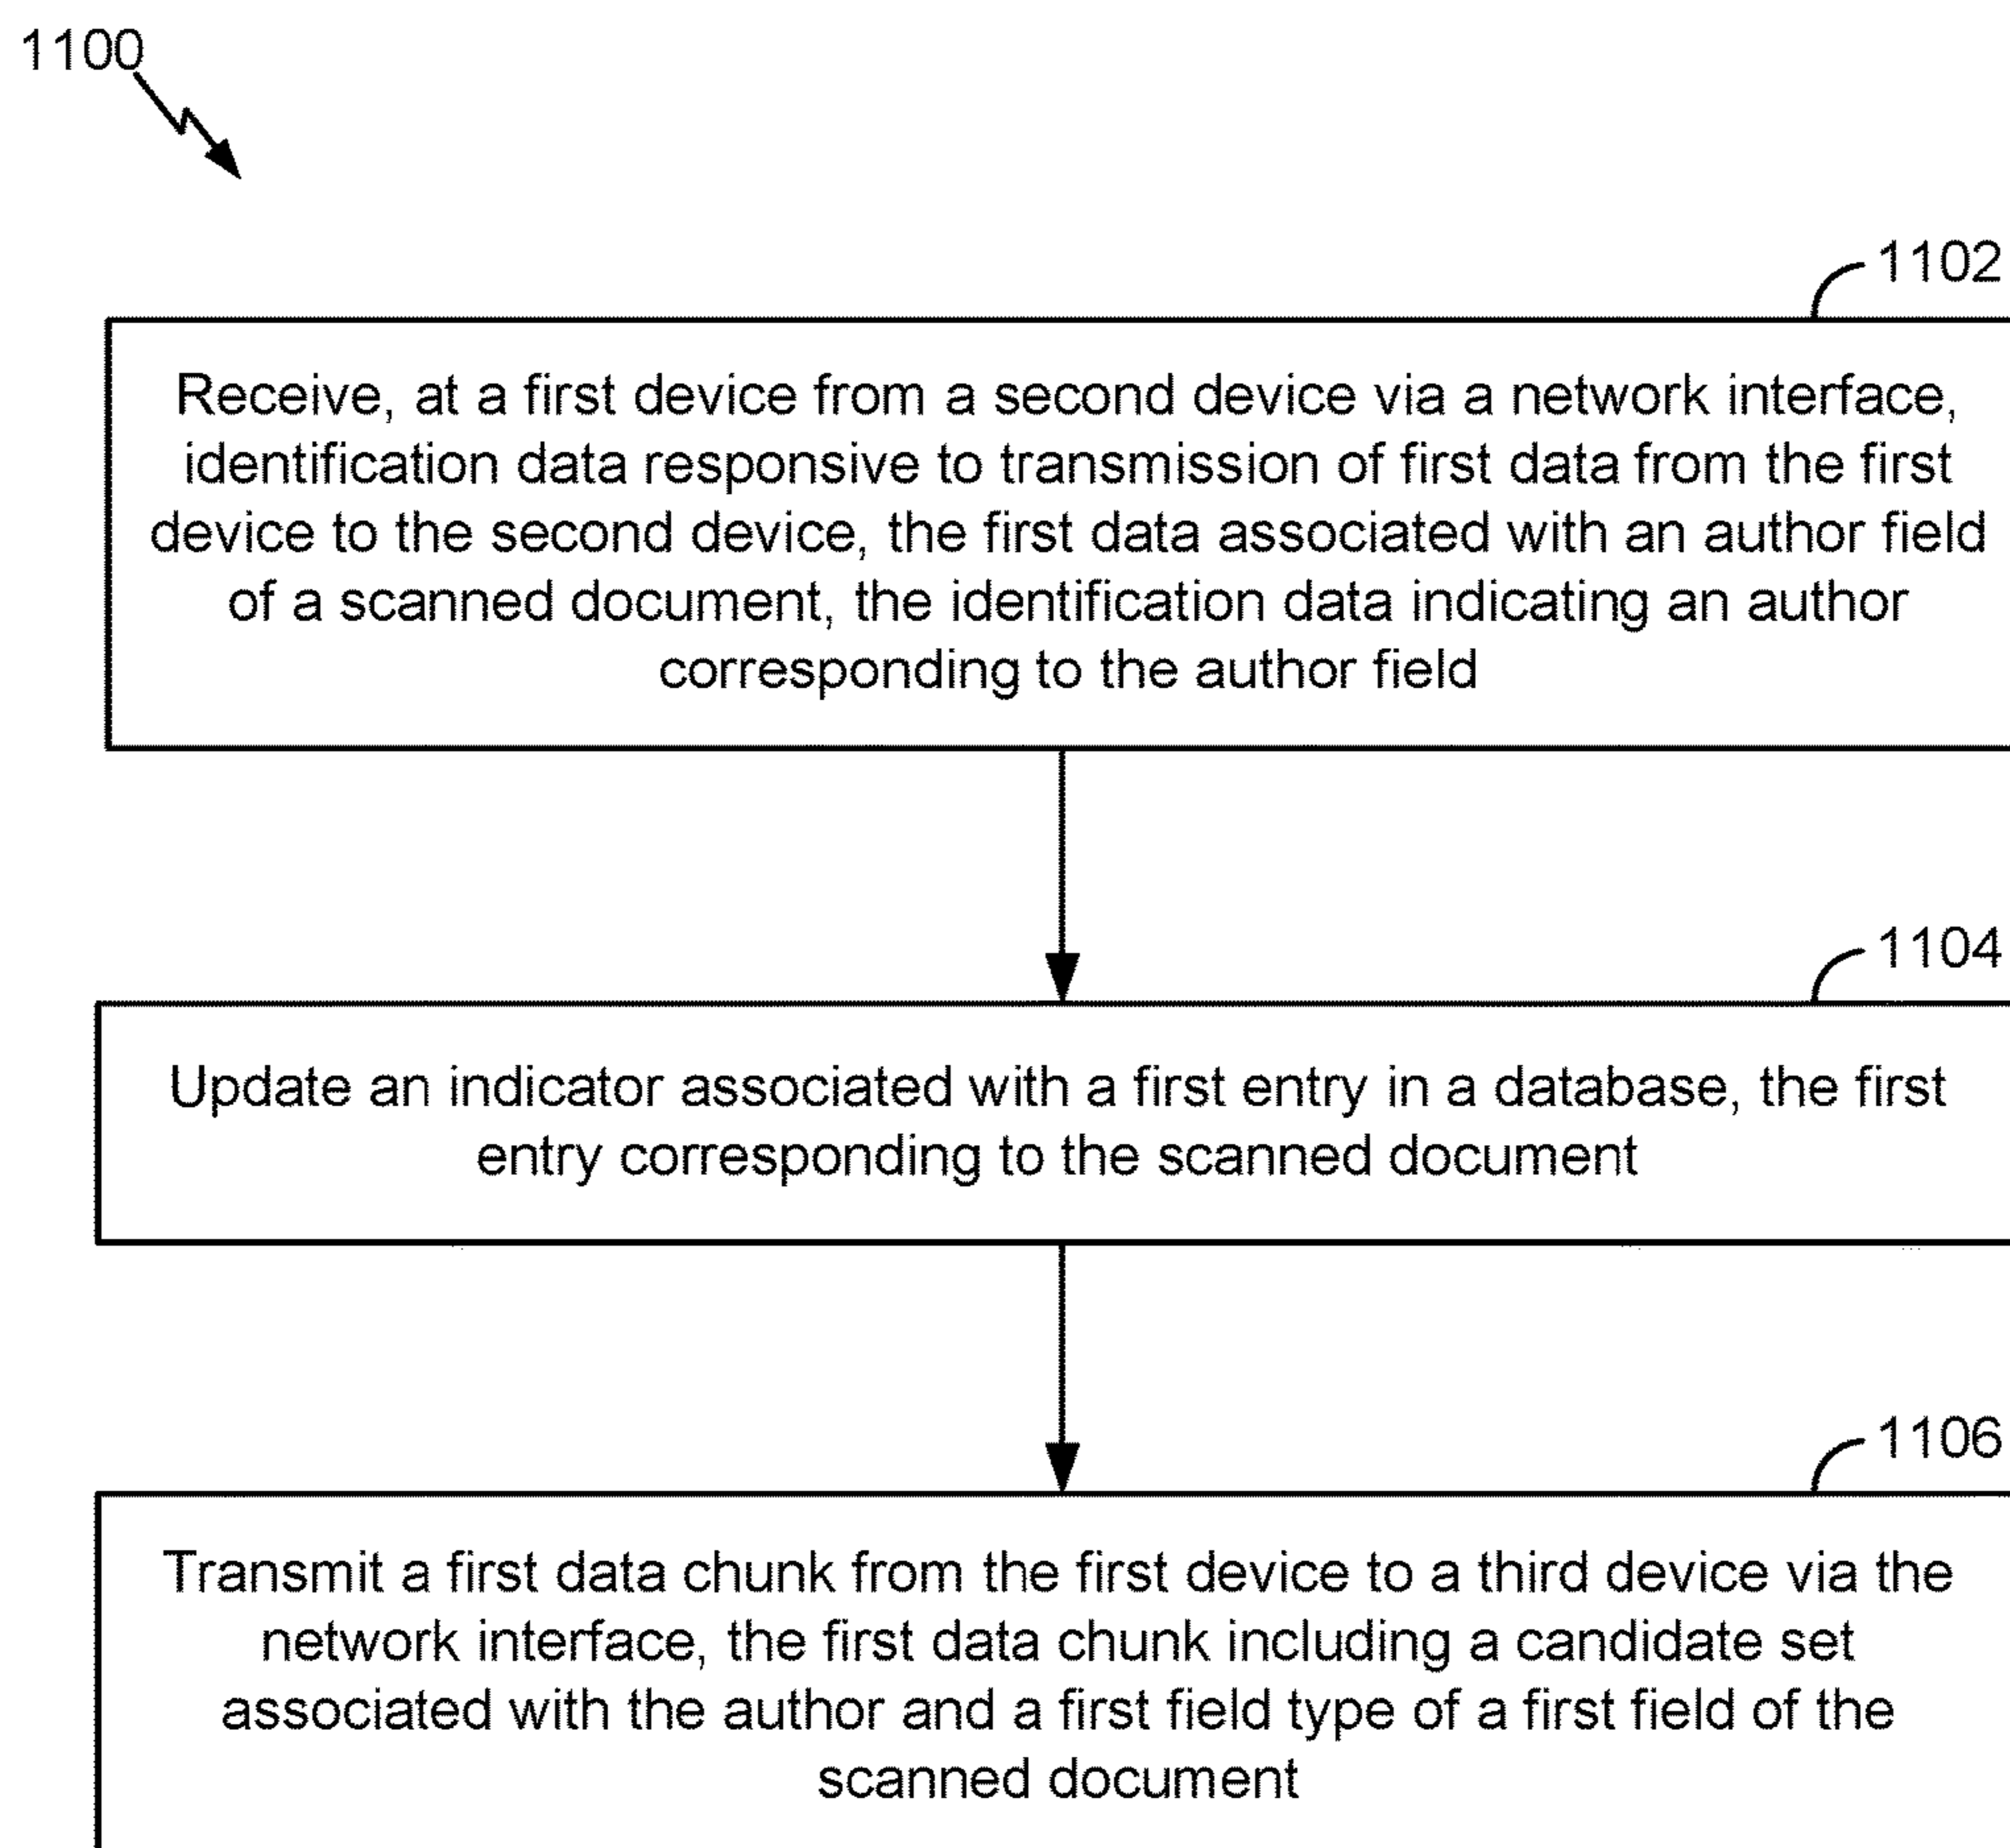 1100
1102
Receive, at a first device from a second device via a network interface,
identification data responsive to transmission of first data from the first
device to the second device, the first data associated with an author field
of a scanned document, the identification data indicating an author
corresponding to the author field
1104
Update an indicator associated with a first entry in a database, the first
entry corresponding to the scanned document
1106
Transmit a first data chunk from the first device to a third device via the
network interface, the first data chunk including a candidate set
associated with the author and a first field type of a first field of the
scanned document